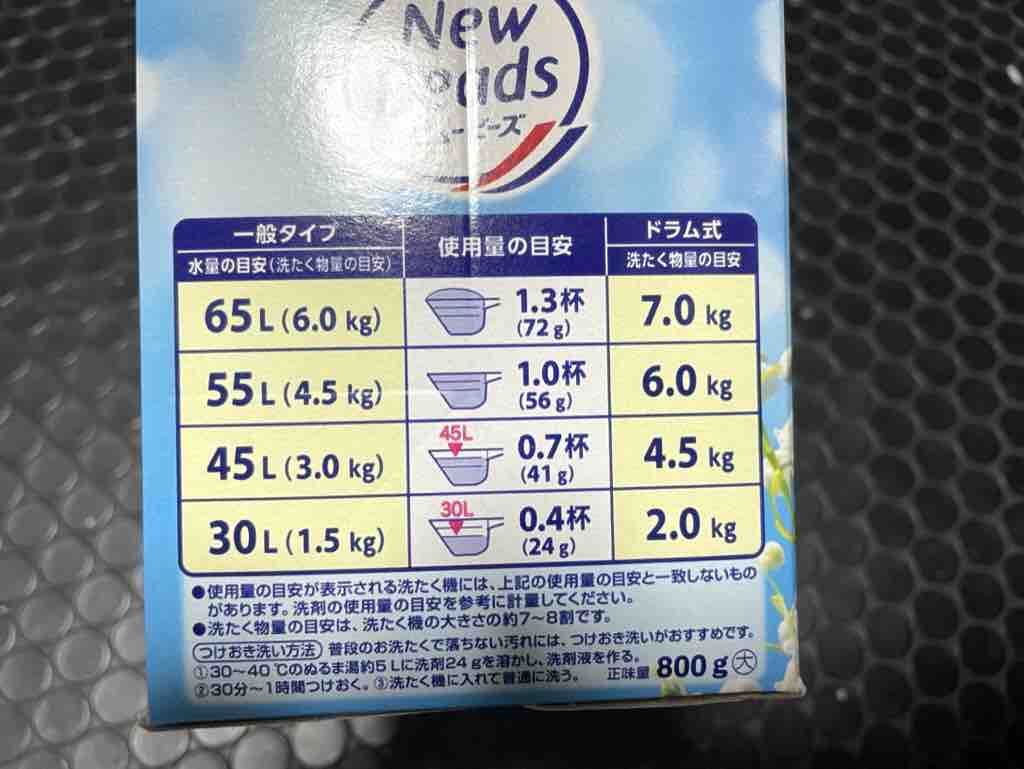 New
Beads
ニュービーズ
一般タイプ
水量の目安(洗たく物量の目安)
使用量の目安
ドラム式
洗たく物量の目安
65L(6.0 kg)
1.3杯
(72g)
7.0 kg
55L(4.5 kg)
1.0杯
(56g)
6.0 kg
45L(3.0 kg)
45L
0.7杯
(41g)
4.5 kg
30L(1.5 kg)
30L
0.4杯
(24g)
2.0 kg
●使用量の目安が表示される洗たく機には、上記の使用量の目安と一致しないもの
があります。洗剤の使用量の目安を参考に計量してください。
●洗たく物量の目安は、洗たく機の大きさの約7~8割です。
つけおき洗い方法 普段のお洗たくで落ちない汚れには、つけおき洗いがおすすめです。
①30~40℃のぬるま湯約5Lに洗剤24gを溶かし、洗剤液を作る。
②30分~1時間つけおく。③洗たく機に入れて普通に洗う。
正味量 800g 大